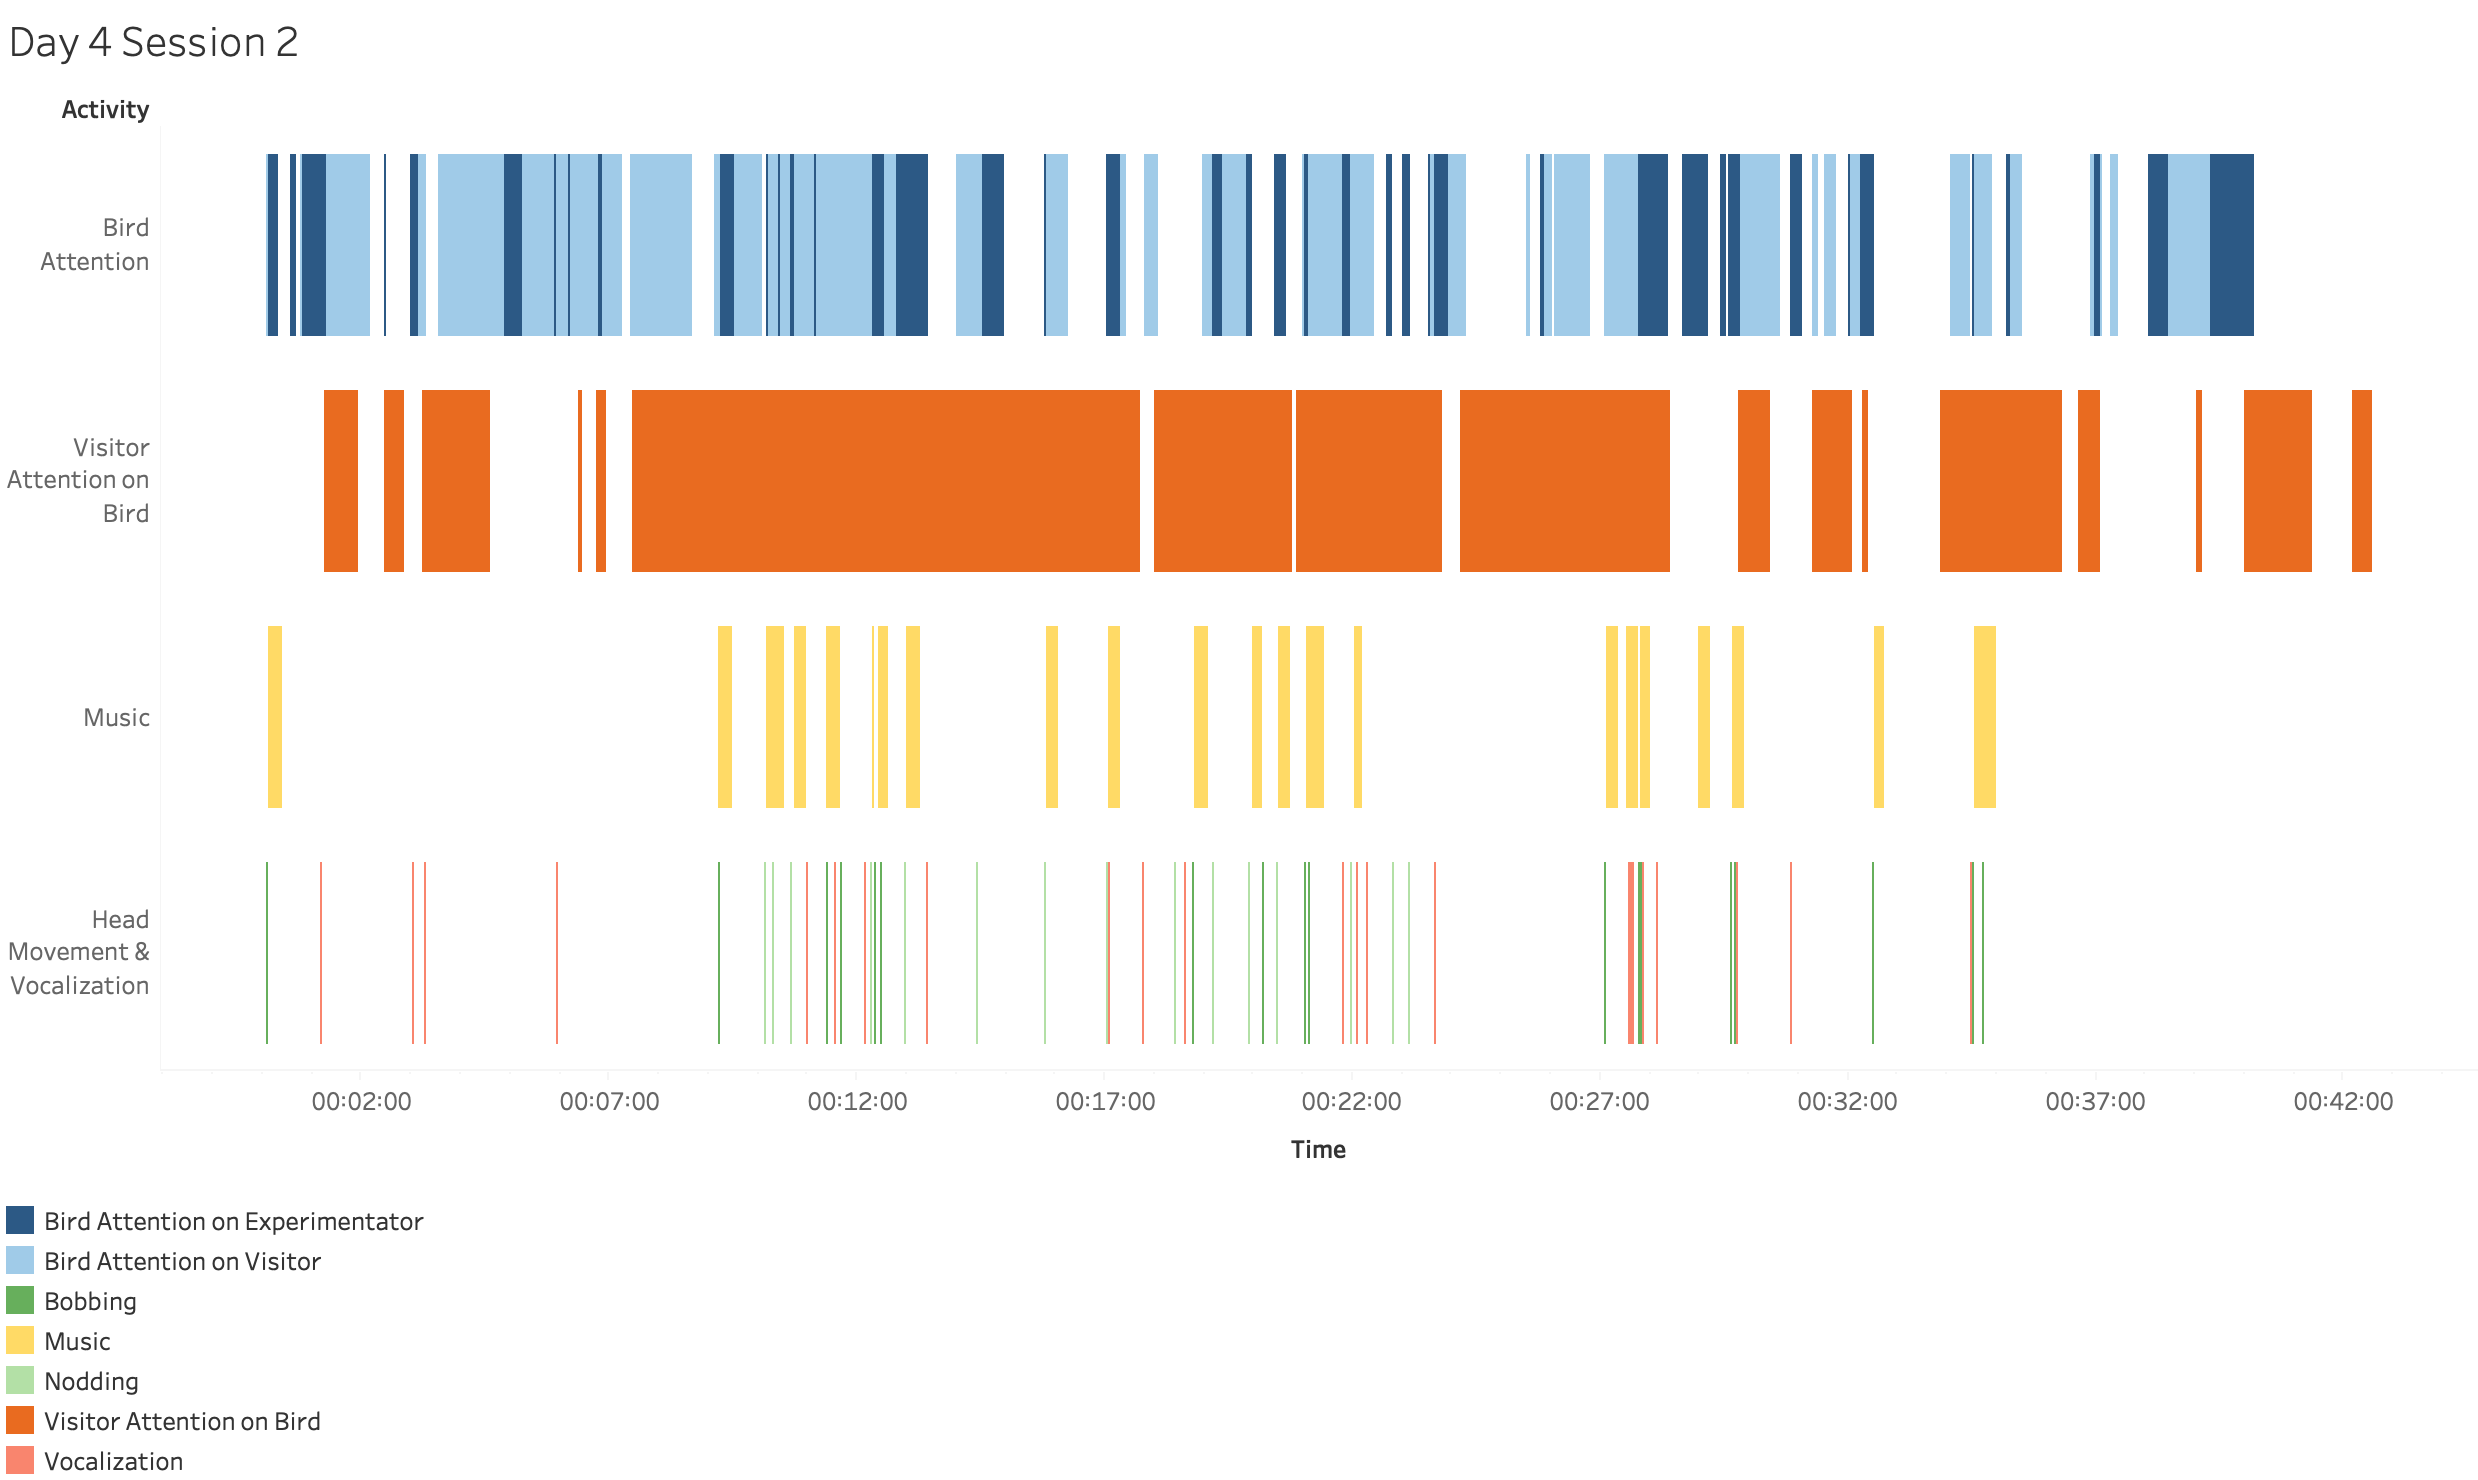 Day 4 Session 2
Activity
Bird
Attention
Visitor
Attention on
Bird
Music
Head
Movement &
Vocalization
00:02:00 00:07:00 00:12:00 00:17:00 00:22:00 00:27:00 00:32:00 00:37:00 00:42:00
Time
Bird Attention on Experimentator
Bird Attention on Visitor
Bobbing
Music
Nodding
Visitor Attention on Bird
Vocalization